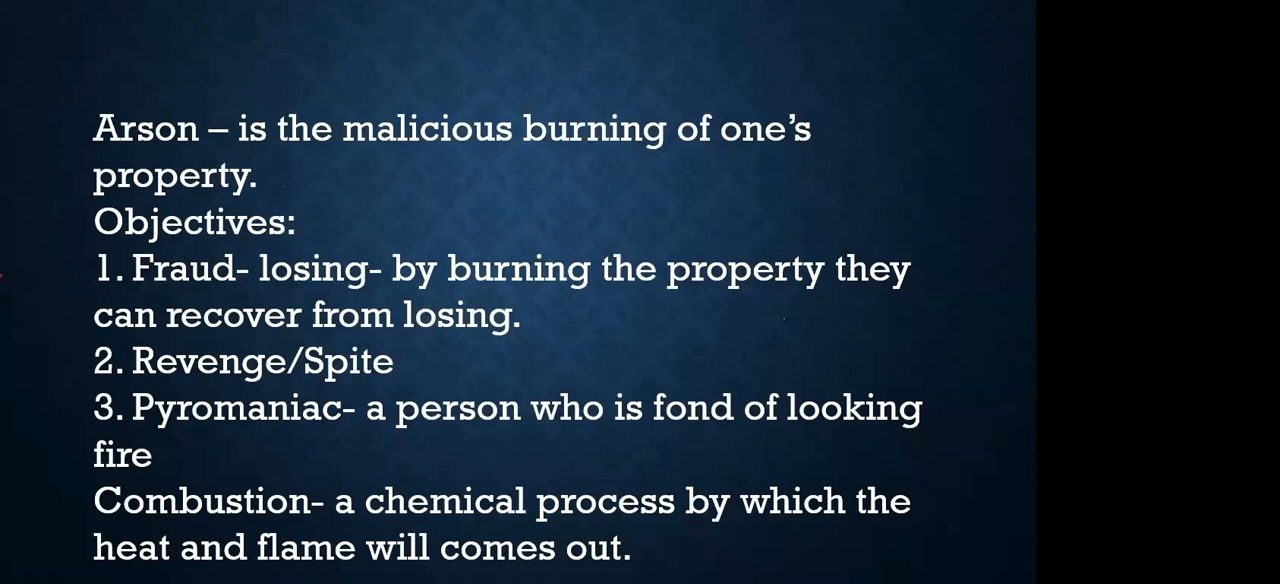 Arson – is the malicious burning of one’s
property.
Objectives:
1. Fraud- losing- by burning the property they
can recover from losing.
2. Revenge/Spite
3. Pyromaniac- a person who is fond of looking
fire
Combustion- a chemical process by which the
heat and flame will comes out.